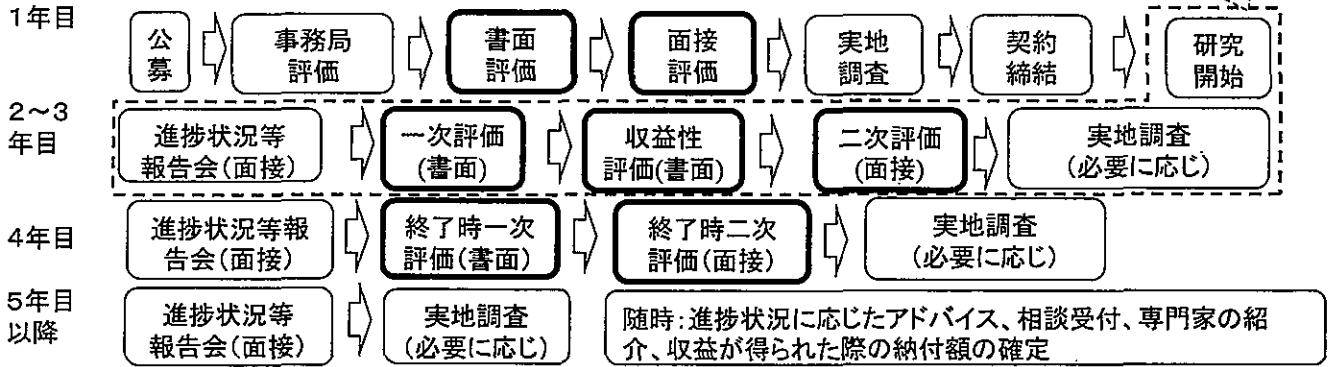 1年目
公
募
事務局
評価
書面
評価
面接
評価
実地
調査
契約
締結
研究
開始
2～3
年目
進捗状況等
報告会(面接)
一次評価
(書面)
収益性
評価(書面)
二次評価
(面接)
実地調査
(必要に応じ)
4年目
進捗状況等報
告会(面接)
終了時一次
評価(書面)
終了時二次
評価(面接)
実地調査
(必要に応じ)
5年目
以降
進捗状況等
報告会(面接)
実地調査
(必要に応じ)
随時:進捗状況に応じたアドバイス、相談受付、専門家の紹
介、収益が得られた際の納付額の確定